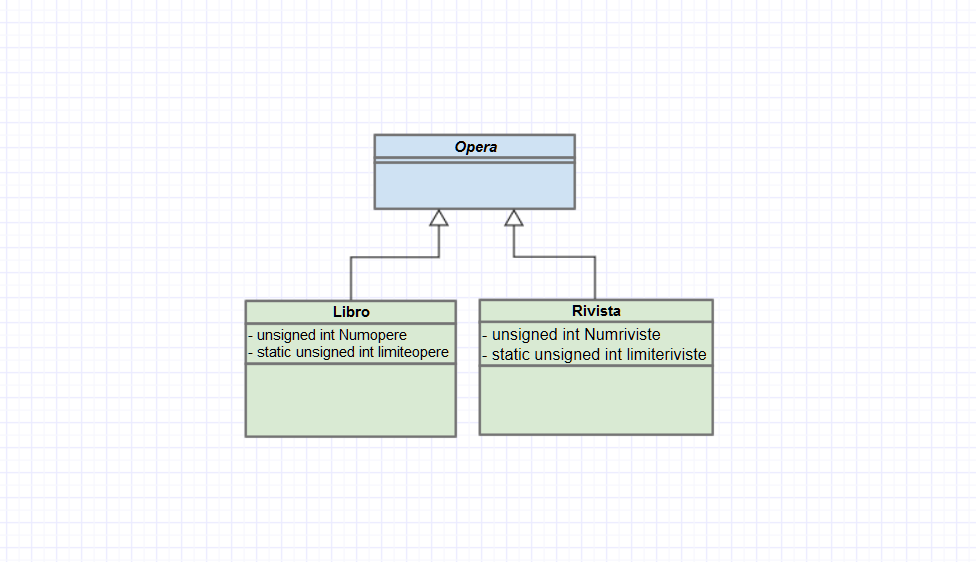 Opera
Libro
- unsigned int Numopere
- static unsigned int limiteopere
Rivista
- unsigned int Numriviste
- static unsigned int limiteriviste